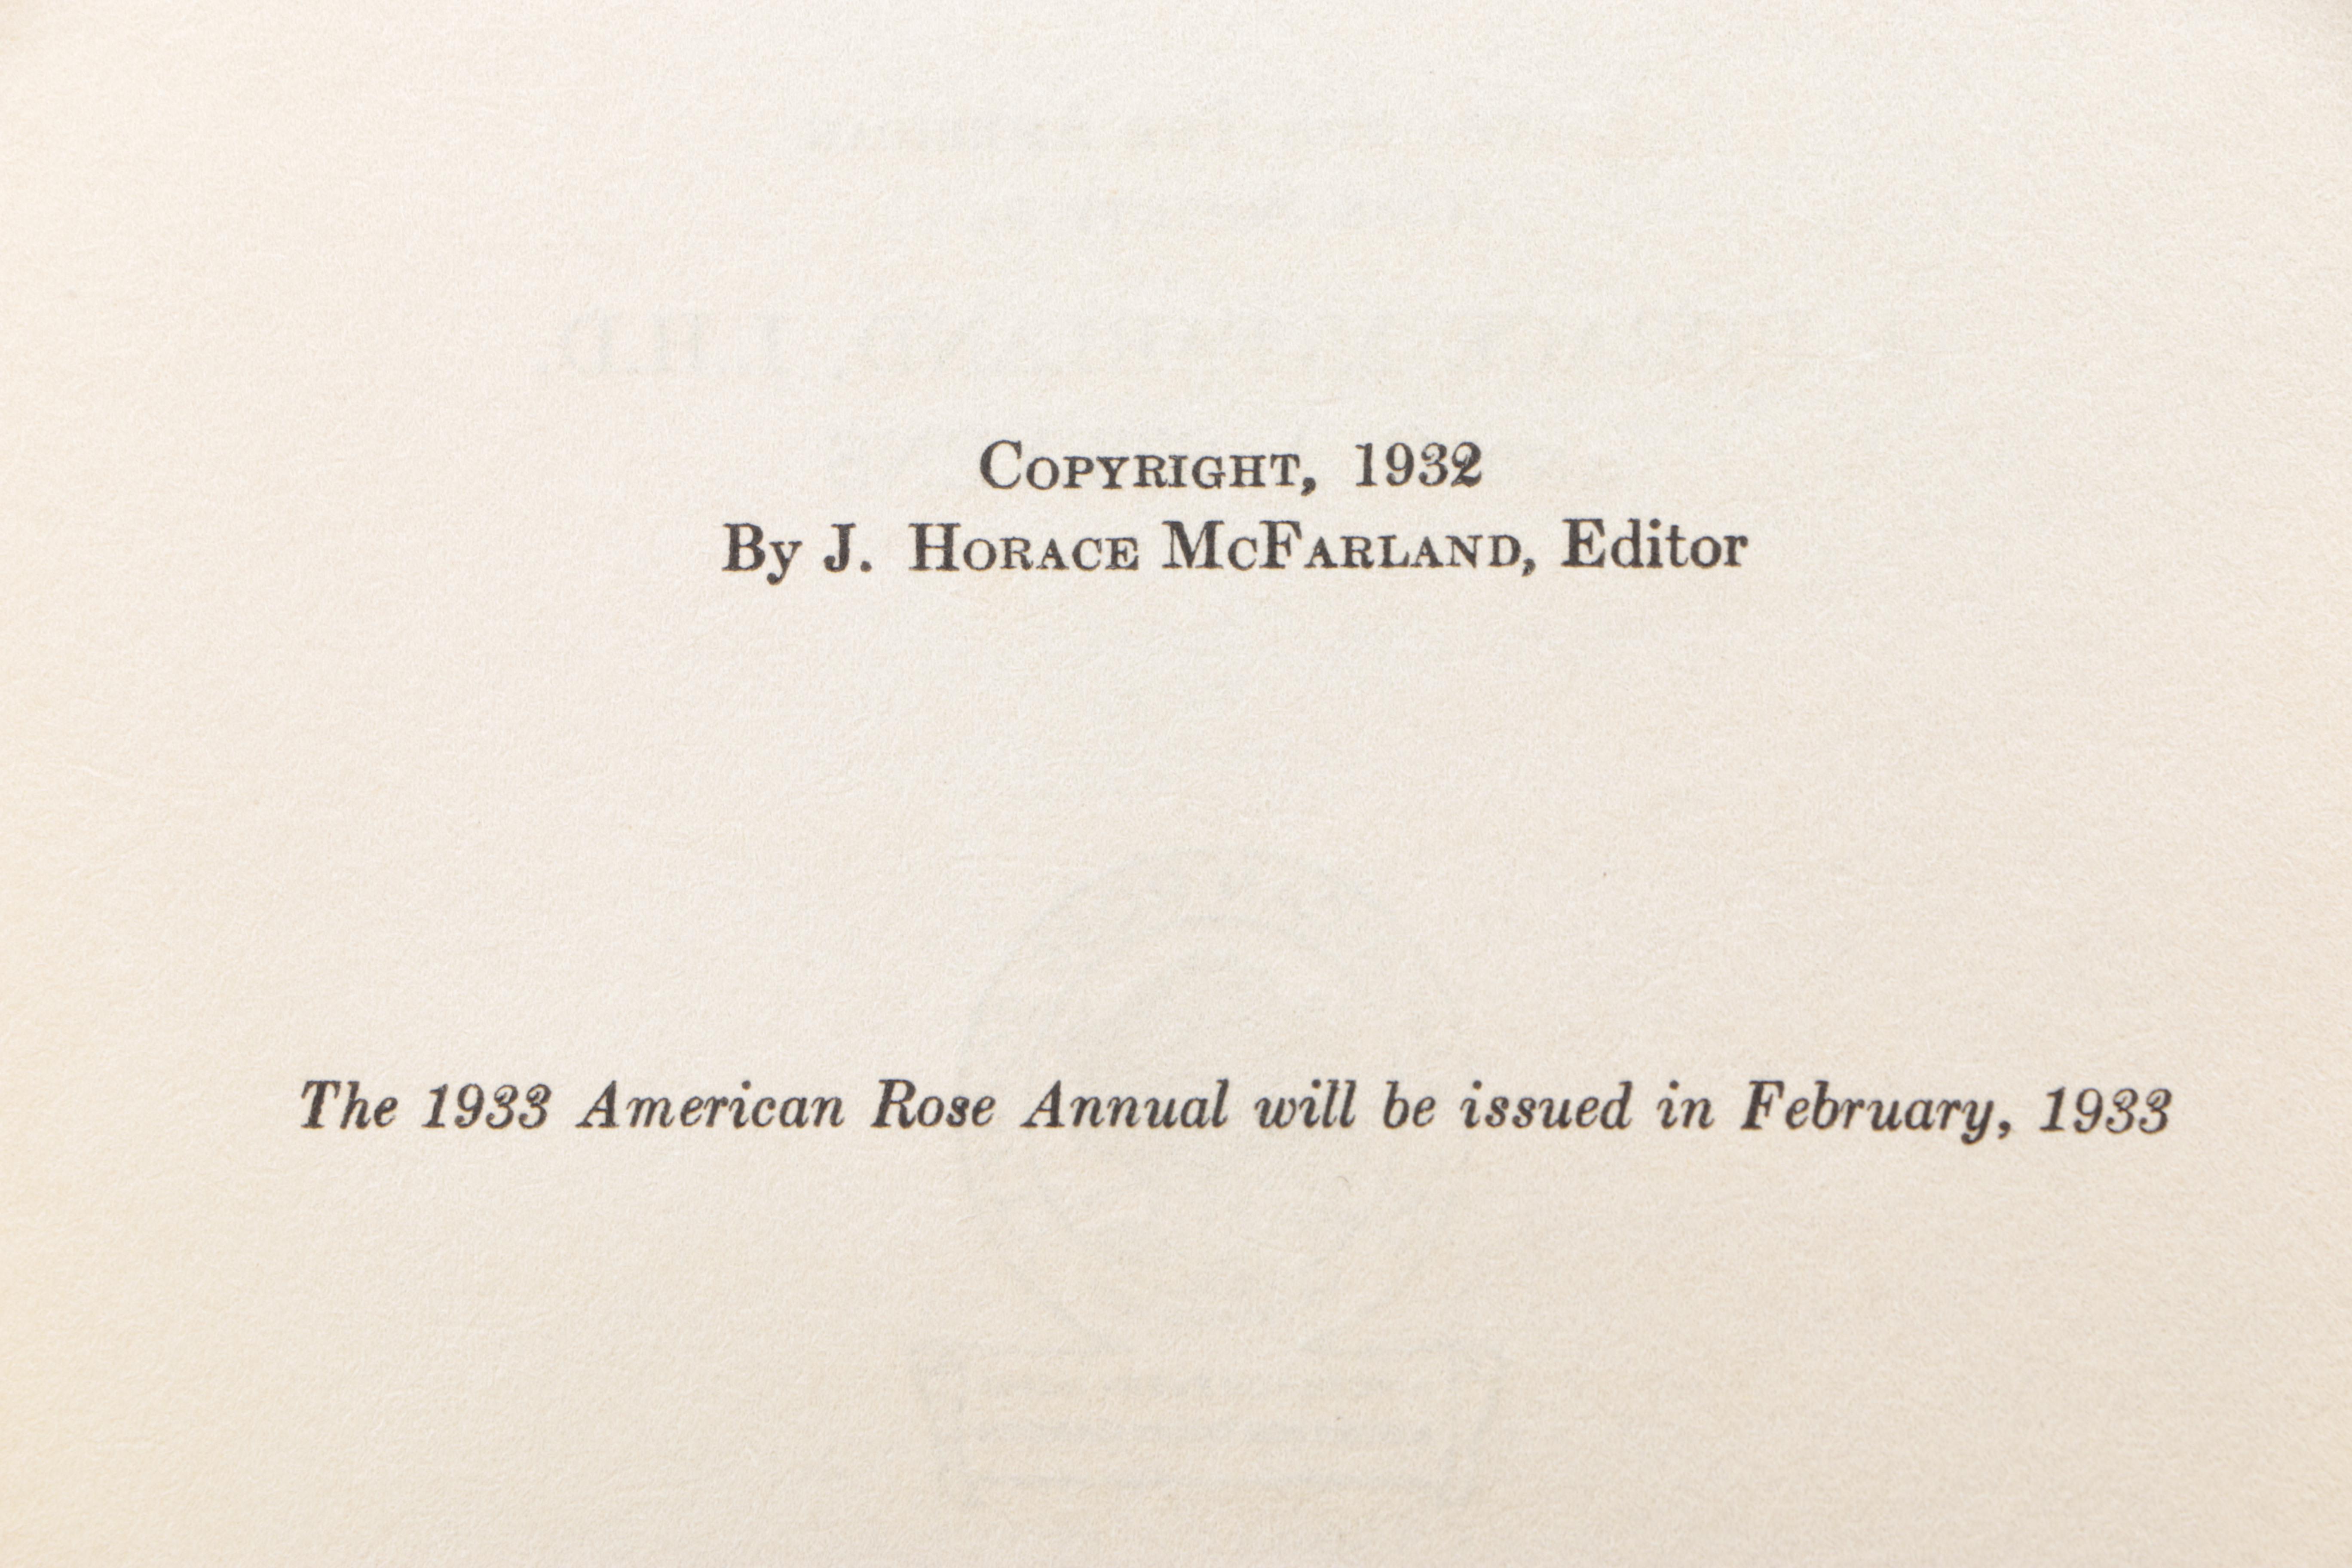 Copyright, 1932
By J. Horace McFarland, Editor
The 1933 American Rose Annual will be issued in February, 1933